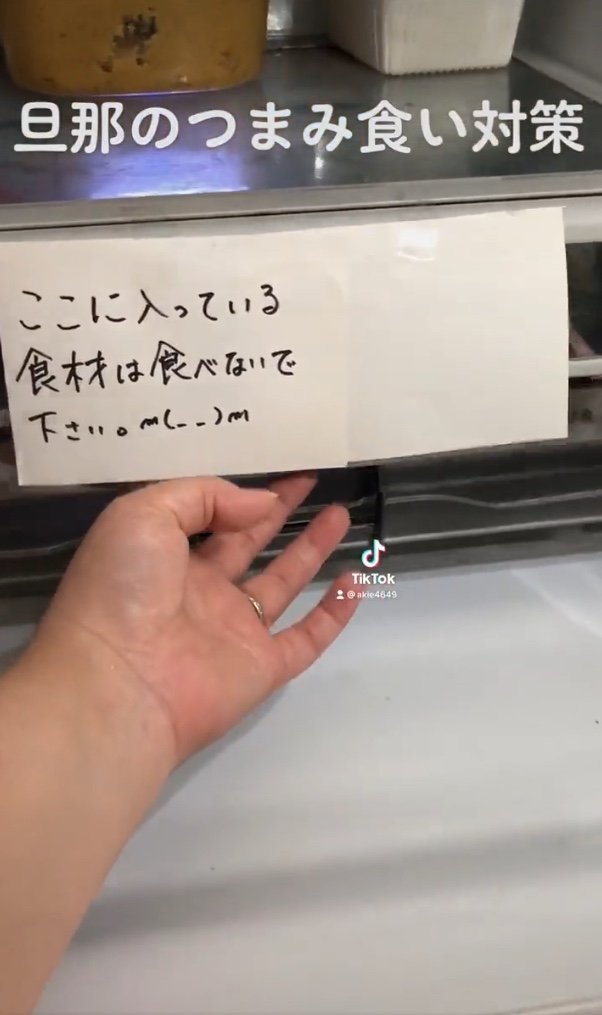 旦那のつまみ食い対策
ここに入っている
食材は食べないで
下さい。m(--)m
TikTok
@akie4649